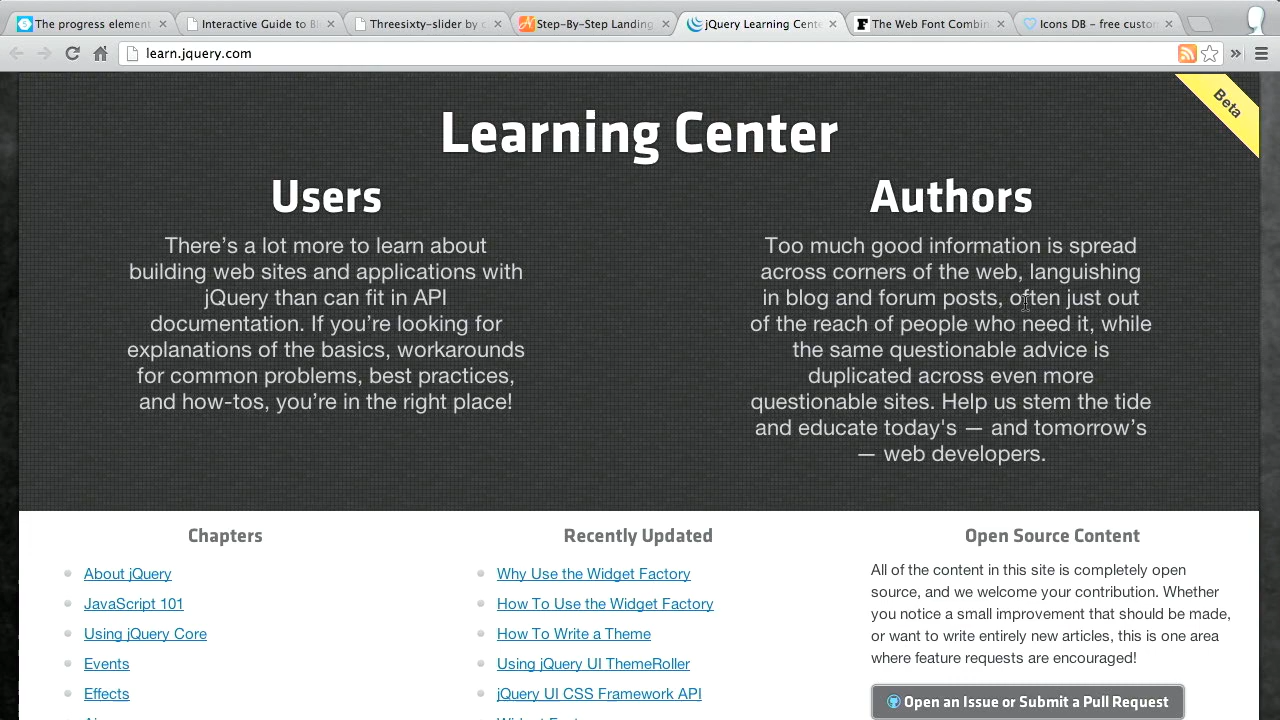 The progress element
Interactive Guide to Bl
Threesixty-slider by c
Step-By-Step Landing
jQuery Learning Cente
The Web Font Combin
Icons DB – free custo
learn.jquery.com
Beta
Learning Center
Users
There’s a lot more to learn about
building web sites and applications with
jQuery than can fit in API
documentation. If you’re looking for
explanations of the basics, workarounds
for common problems, best practices,
and how-tos, you’re in the right place!
Authors
Too much good information is spread
across corners of the web, languishing
in blog and forum posts, often just out
of the reach of people who need it, while
the same questionable advice is
duplicated across even more
questionable sites. Help us stem the tide
and educate today's — and tomorrow’s
— web developers.
Chapters
About jQuery
JavaScript 101
Using jQuery Core
Events
Effects
Recently Updated
Why Use the Widget Factory
How To Use the Widget Factory
How To Write a Theme
Using jQuery UI ThemeRoller
jQuery UI CSS Framework API
Open Source Content
All of the content in this site is completely open
source, and we welcome your contribution. Whether
you notice a small improvement that should be made,
or want to write entirely new articles, this is one area
where feature requests are encouraged!
Open an Issue or Submit a Pull Request